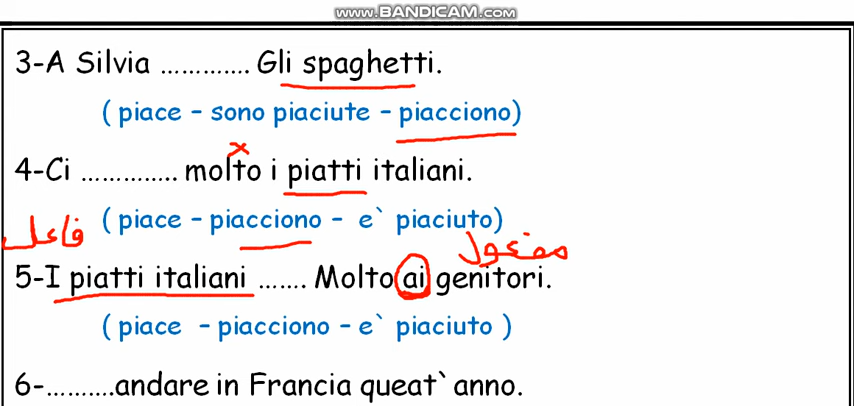 www.BANDICAM.com
3-A Silvia ............. Gli spaghetti.
( piace - sono piaciute - piacciono)
4-Ci .............. molto i piatti italiani.
( piace - piacciono - e` piaciuto)
فاعل
مفعول
5-I piatti italiani ....... Molto ai genitori.
( piace - piacciono - e` piaciuto )
6-..........andare in Francia queat` anno.